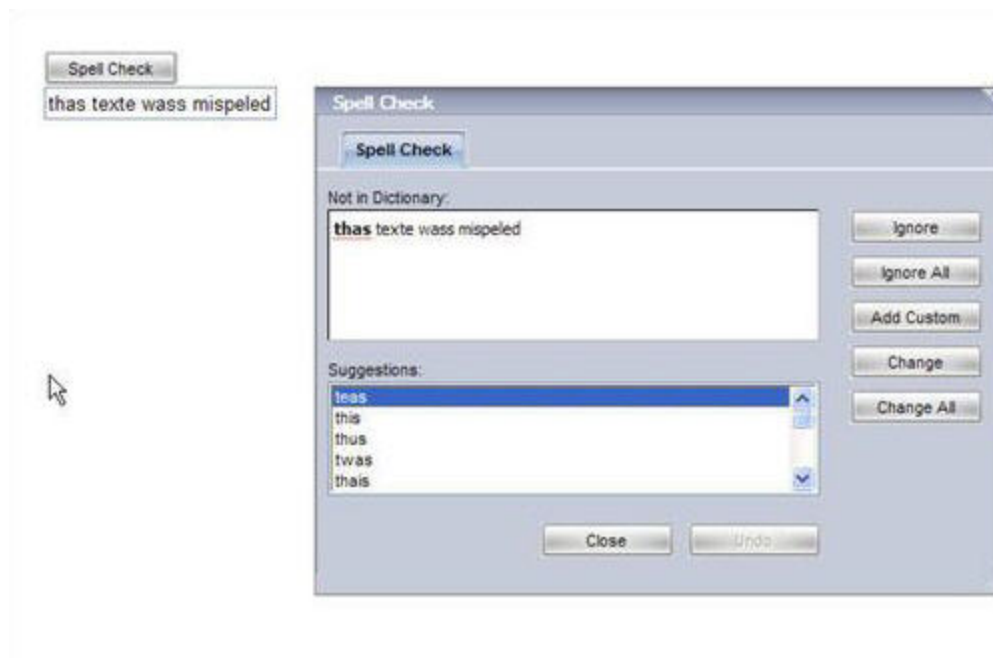 Spell Check
thas texte wass mispeled
Spell Check
Spell Check
Not in Dictionary:
thas texte wass mispeled
Ignore
Ignore All
Add Custom
Change
Change All
Suggestions:
teas
this
thus
twas
thais
Close
Undo